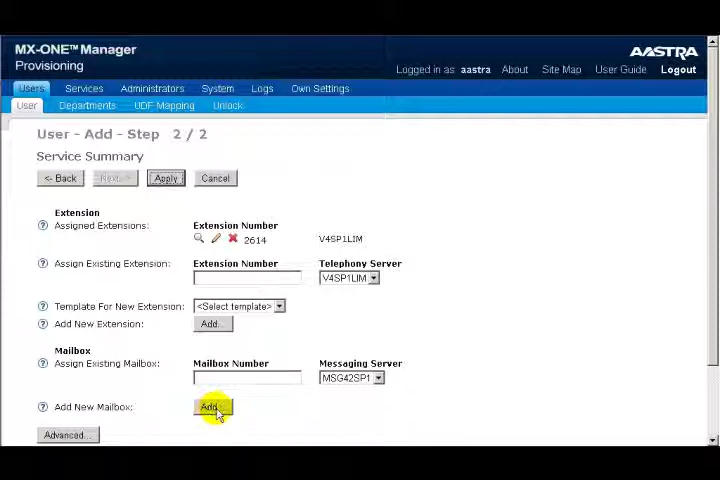 MX-ONE™ Manager
Provisioning
AASTRA
Logged in as aastra About Site Map User Guide Logout
Users Services Administrators System Logs Own Settings
User Departments UDF Mapping Unlock
User - Add - Step 2 / 2
Service Summary
<- Back Next -> Apply Cancel
Extension
Assigned Extensions: Extension Number
2614 V4SP1LIM
Assign Existing Extension: Extension Number Telephony Server
V4SP1LIM
Template For New Extension: <Select template>
Add New Extension: Add...
Mailbox
Assign Existing Mailbox: Mailbox Number Messaging Server
MSG42SP1
Add New Mailbox: Add...
Advanced...